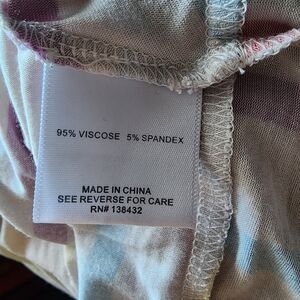 95% VISCOSE 5% SPANDEX
MADE IN CHINA
SEE REVERSE FOR CARE
RN# 138432